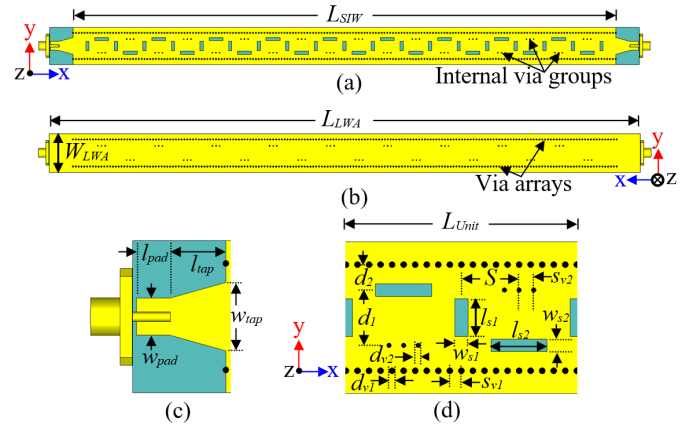 L_SIW
y
z x
Internal via groups
(a)
L_LWA
W_LWA
y
Via arrays
x z
(b)
l_pad l_tap
w_tap
w_pad
(c)
L_Unit
d_2 S s_v2
d_1 l_s1 w_s2
l_s2
y
d_v2 w_s1
z x
d_v1 s_v1
(d)